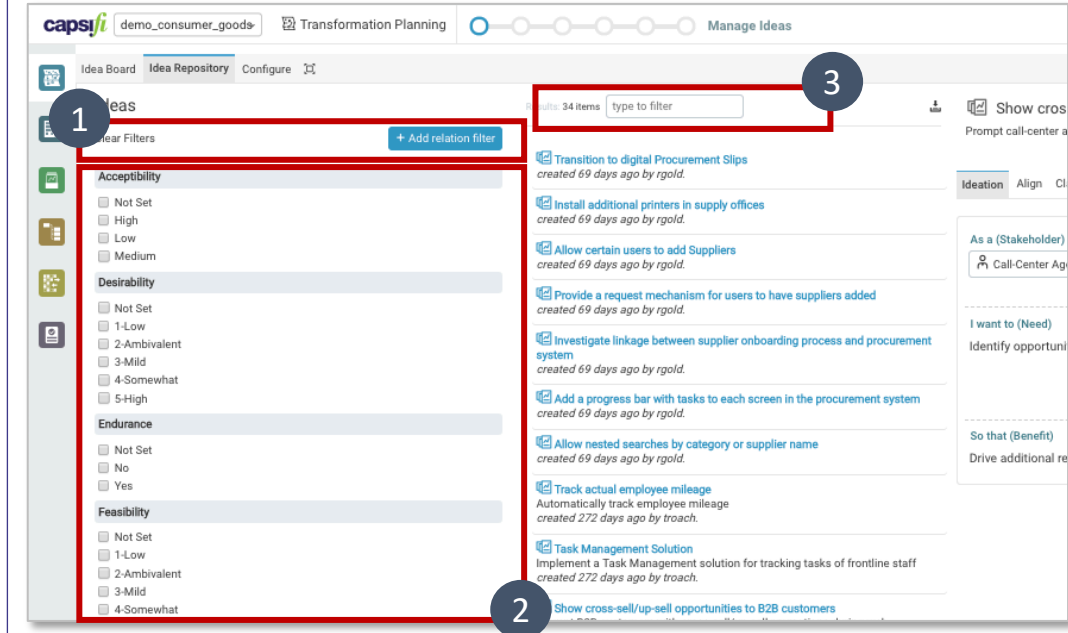 capsifi
demo_consumer_goods
Transformation Planning
Manage Ideas
Idea Board
Idea Repository
Configure
3
1
Filters
+ Add relation filter
Acceptibility
Not Set
High
Low
Medium
Desirability
Not Set
1-Low
2-Ambivalent
3-Mild
4-Somewhat
5-High
Endurance
Not Set
No
Yes
Feasibility
Not Set
1-Low
2-Ambivalent
3-Mild
4-Somewhat
2
Results: 34 items
type to filter
Transition to digital Procurement Slips
created 69 days ago by rgold.
Install additional printers in supply offices
created 69 days ago by rgold.
Allow certain users to add Suppliers
created 69 days ago by rgold.
Provide a request mechanism for users to have suppliers added
created 69 days ago by rgold.
Investigate linkage between supplier onboarding process and procurement
system
created 69 days ago by rgold.
Add a progress bar with tasks to each screen in the procurement system
created 69 days ago by rgold.
Allow nested searches by category or supplier name
created 69 days ago by rgold.
Track actual employee mileage
Automatically track employee mileage
created 272 days ago by troach.
Task Management Solution
Implement a Task Management solution for tracking tasks of frontline staff
created 272 days ago by troach.
Show cross-sell/up-sell opportunities to B2B customers
Show cros
Prompt call-center a
Ideation
Align
Cl
As a (Stakeholder)
Call-Center Ag
I want to (Need)
Identify opportuni
So that (Benefit)
Drive additional re